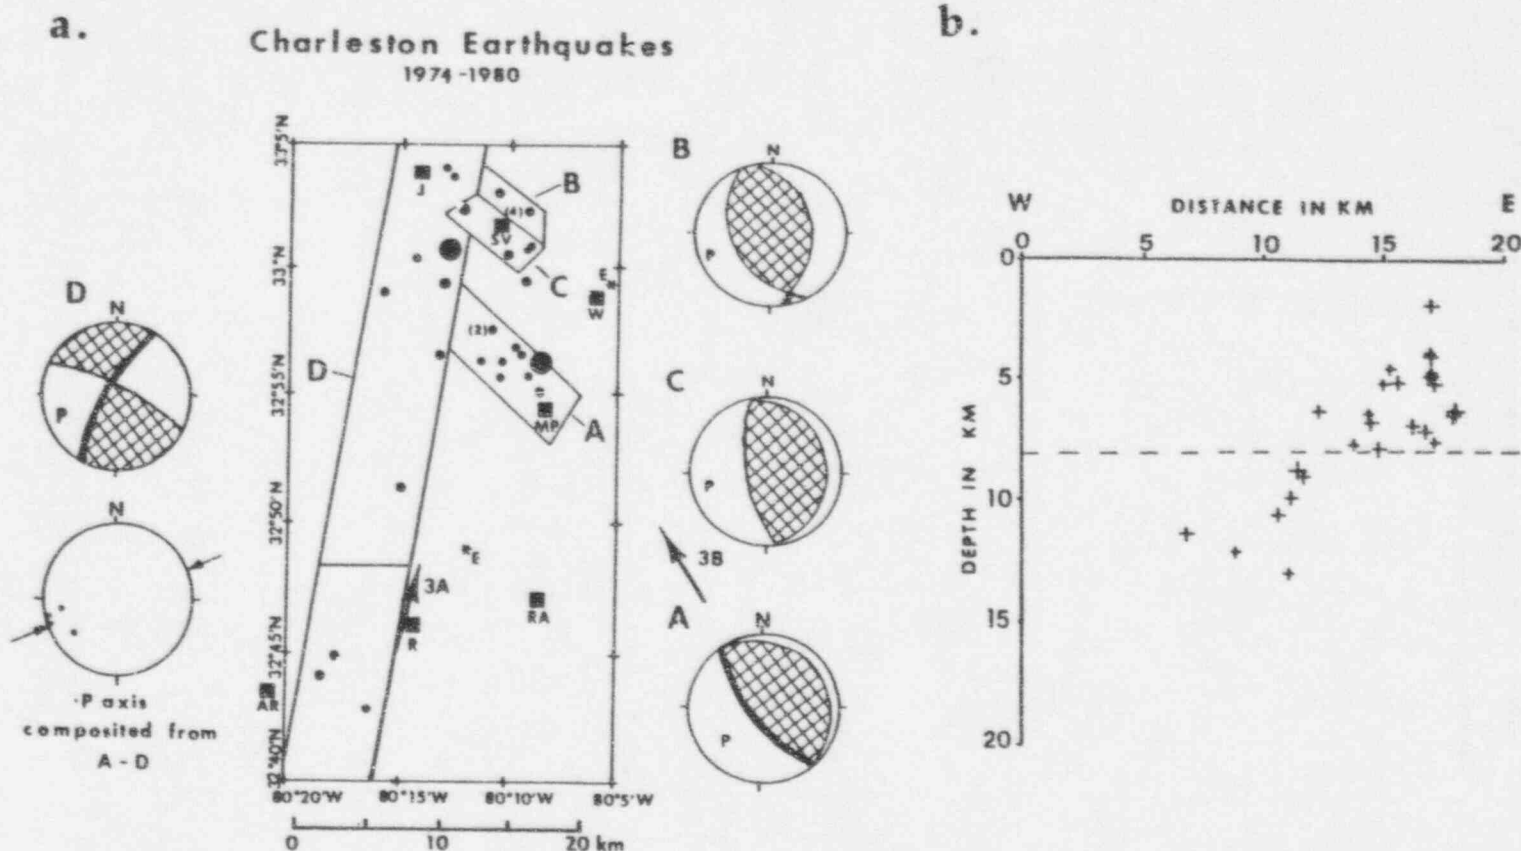 a.
Charleston Earthquakes
1974-1980
33°5'N
33°N
32°55'N
32°50'N
32°45'N
32°40'N
80°20'W
80°15'W
80°10'W
80°5'W
0
10
20 km
J
B
(4)
SV
C
E
W
(2)
D
MP
A
E
3A
R
RA
AR
D
N
P
N
P axis
composited from
A - D
B
N
P
C
N
P
3B
A
N
P
b.
W
DISTANCE IN KM
E
0
5
10
15
20
DEPTH IN KM
0
5
10
15
20